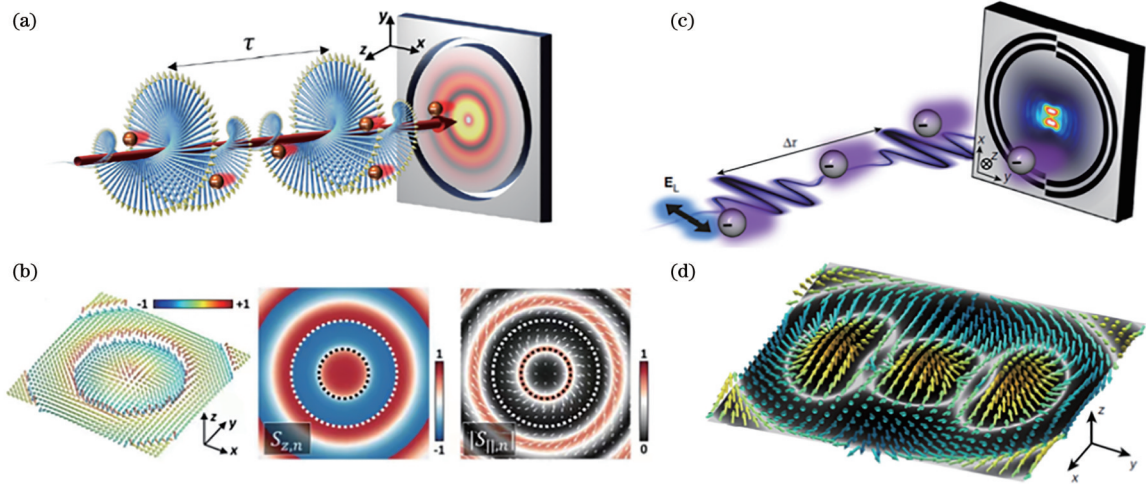 (a)
τ
y
x
z
(c)
Δτ
E_L
x
z
y
(b)
-1 +1
z
y
x
S_z,n
1
-1
|S_||,n|
1
0
(d)
z
x
y